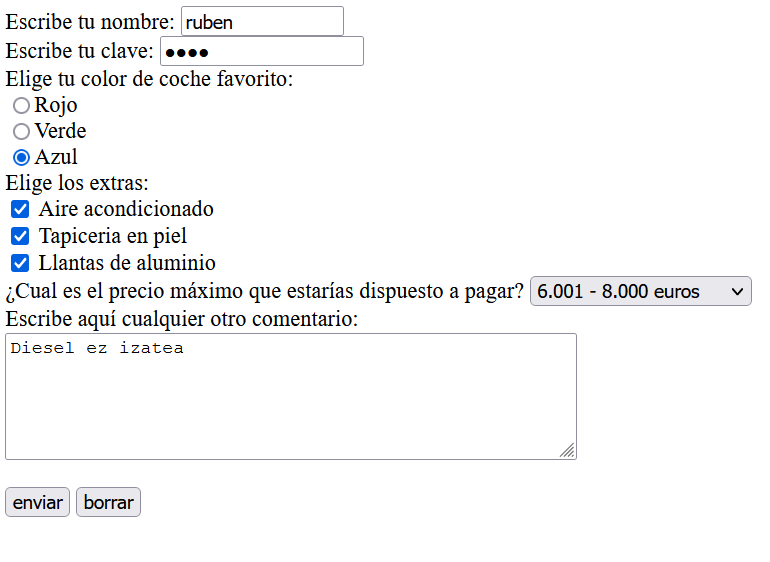 Escribe tu nombre: ruben
Escribe tu clave: ●●●●
Elige tu color de coche favorito:
Rojo
Verde
Azul
Elige los extras:
Aire acondicionado
Tapiceria en piel
Llantas de aluminio
¿Cual es el precio máximo que estarías dispuesto a pagar? 6.001 - 8.000 euros
Escribe aquí cualquier otro comentario:
Diesel ez izatea
enviar borrar